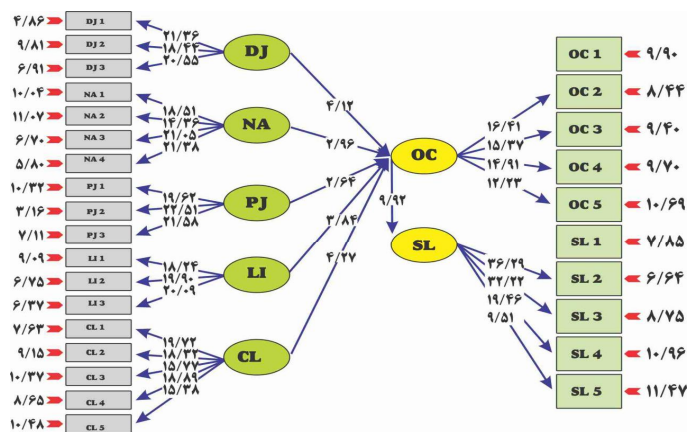 ۴/۸۶ DJ 1
۹/۸۱ DJ 2
۶/۹۱ DJ 3
۲۱/۳۶
۱۸/۴۴
۲۰/۵۵
DJ
۱۰/۰۴ NA 1
۱۱/۰۷ NA 2
۶/۷۰ NA 3
۵/۸۰ NA 4
۱۸/۵۱
۱۴/۳۶
۲۱/۰۵
۲۱/۳۸
NA
۱۰/۳۲ PJ 1
۳/۱۶ PJ 2
۷/۱۱ PJ 3
۱۹/۶۲
۲۲/۵۱
۲۱/۵۸
PJ
۹/۰۹ LI 1
۶/۷۵ LI 2
۶/۳۷ LI 3
۱۸/۲۴
۱۹/۹۰
۲۰/۰۹
LI
۷/۶۳ CL 1
۹/۱۵ CL 2
۱۰/۳۷ CL 3
۸/۶۵ CL 4
۱۰/۴۸ CL 5
۱۹/۷۲
۱۸/۳۲
۱۵/۷۷
۱۸/۸۹
۱۵/۳۸
CL
۴/۱۲
۲/۹۶
۲/۶۴
۳/۸۴
۴/۲۷
OC
۹/۹۲
SL
۱۶/۴۱
۱۵/۳۷
۱۴/۹۱
۱۲/۲۳
OC 1 ۹/۹۰
OC 2 ۸/۴۴
OC 3 ۹/۴۰
OC 4 ۹/۷۰
OC 5 ۱۰/۶۹
۳۶/۲۹
۳۲/۲۲
۱۹/۴۶
۹/۵۱
SL 1 ۷/۸۵
SL 2 ۶/۶۴
SL 3 ۸/۷۵
SL 4 ۱۰/۹۶
SL 5 ۱۱/۴۷